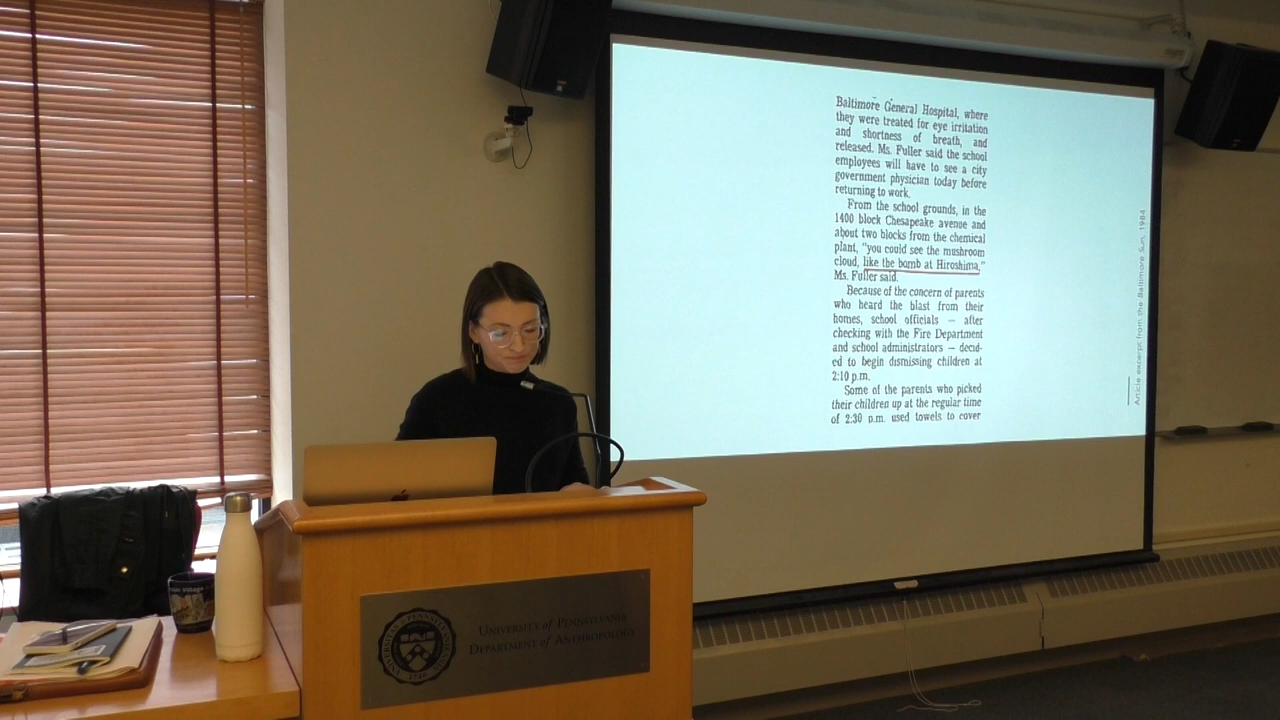 Baltimore General Hospital, where
they were treated for eye irritation
and shortness of breath, and
released. Ms. Fuller said the school
employees will have to see a city
government physician today before
returning to work.
From the school grounds, in the
1400 block Chesapeake avenue and
about two blocks from the chemical
plant, "you could see the mushroom
cloud, like the bomb at Hiroshima,"
Ms. Fuller said.
Because of the concern of parents
who heard the blast from their
homes, school officials — after
checking with the Fire Department
and school administrators — decid-
ed to begin dismissing children at
2:10 p.m.
Some of the parents who picked
their children up at the regular time
of 2:30 p.m. used towels to cover
Article excerpt from the Baltimore Sun, 1984
University of Pennsylvania
Department of Anthropology
1740